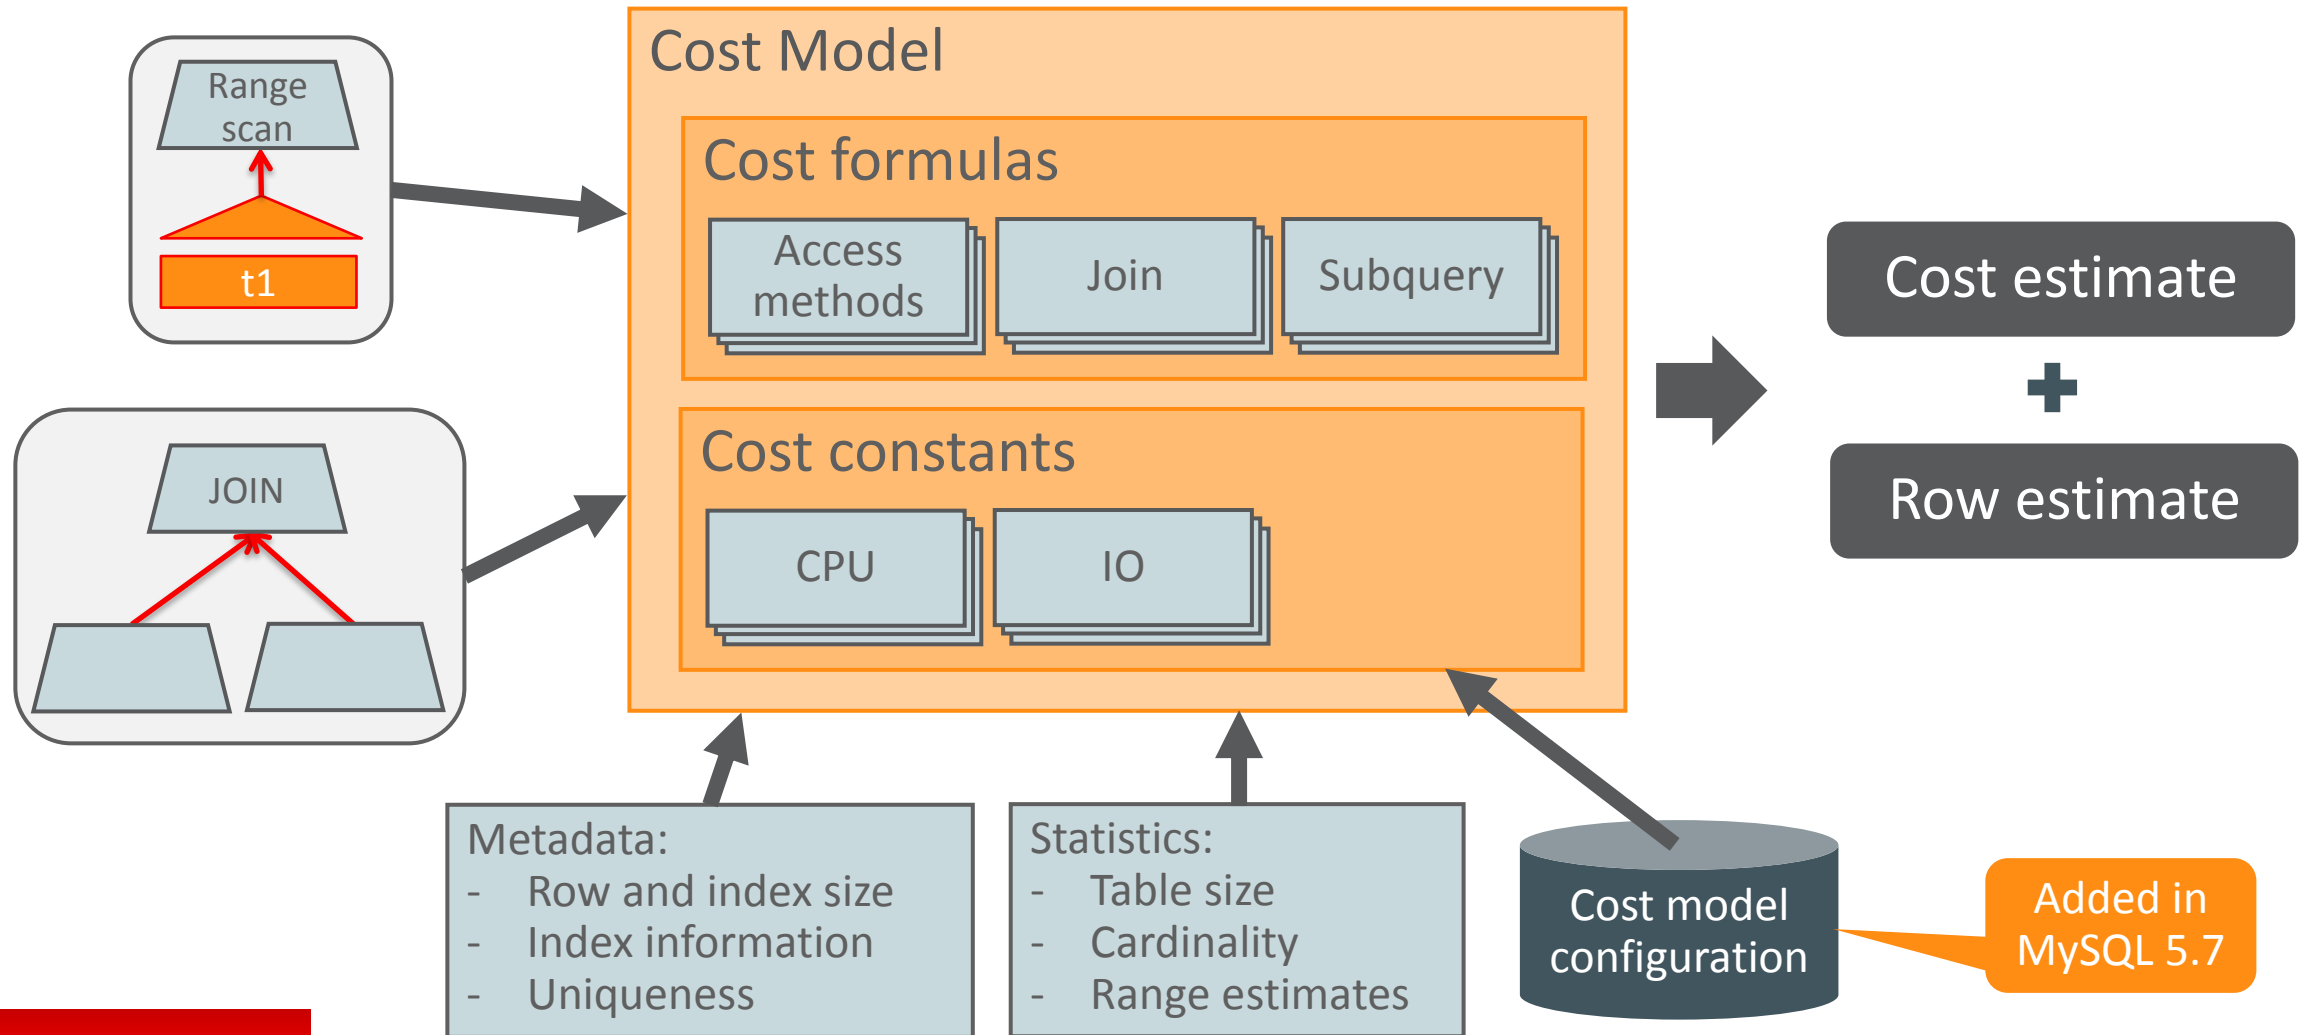 Range
scan
t1
JOIN
Cost Model
Cost formulas
Access
methods
Join
Subquery
Cost constants
CPU
IO
Cost estimate
Row estimate
Metadata:
- Row and index size
- Index information
- Uniqueness
Statistics:
- Table size
- Cardinality
- Range estimates
Cost model
configuration
Added in
MySQL 5.7